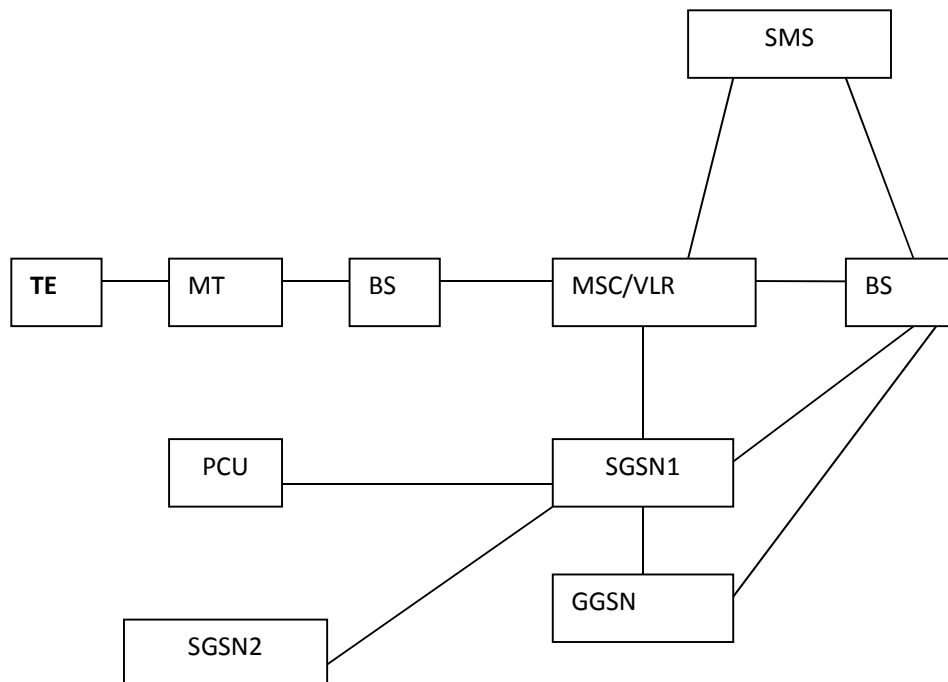 SMS
TE
MT
BS
MSC/VLR
BS
PCU
SGSN1
GGSN
SGSN2